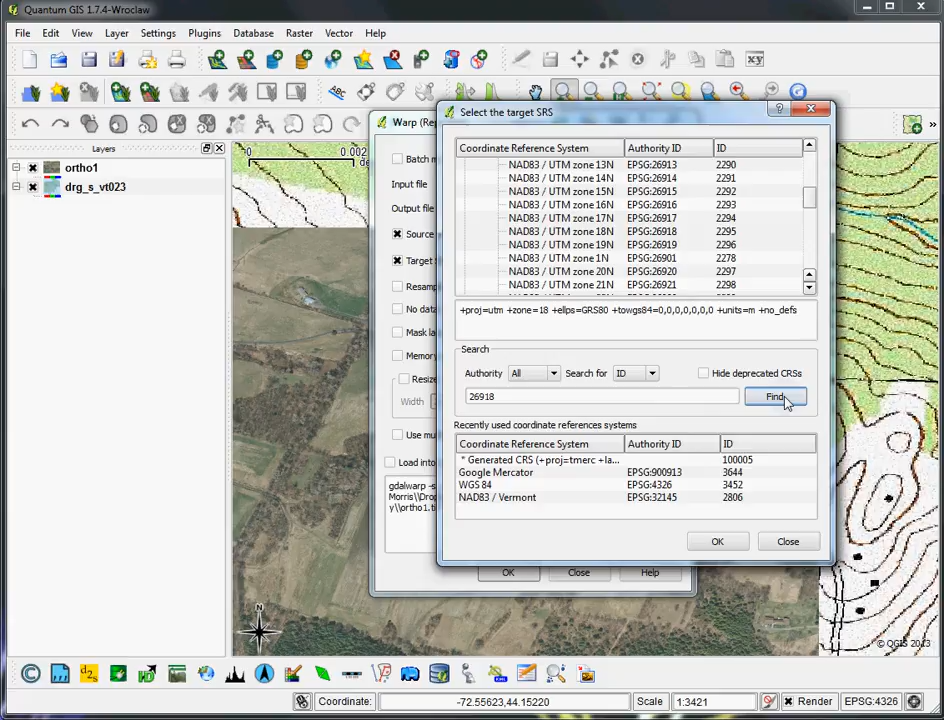 Quantum GIS 1.7.4-Wroclaw
File Edit View Layer Settings Plugins Database Raster Vector Help
Layers
ortho1
drg_s_vt023
0 0.002
de
Warp (Re
Batch m
Input file
Output file
Source
Target S
Resamp
No data
Mask la
Memory
Resize
Width
Use mu
Load into
gdalwarp -s
Morris\\Drop
y\\ortho1.ti
OK Close Help
Select the target SRS
Coordinate Reference System Authority ID ID
NAD83 / UTM zone 13N EPSG:26913 2290
NAD83 / UTM zone 14N EPSG:26914 2291
NAD83 / UTM zone 15N EPSG:26915 2292
NAD83 / UTM zone 16N EPSG:26916 2293
NAD83 / UTM zone 17N EPSG:26917 2294
NAD83 / UTM zone 18N EPSG:26918 2295
NAD83 / UTM zone 19N EPSG:26919 2296
NAD83 / UTM zone 1N EPSG:26901 2278
NAD83 / UTM zone 20N EPSG:26920 2297
NAD83 / UTM zone 21N EPSG:26921 2298
+proj=utm +zone=18 +ellps=GRS80 +towgs84=0,0,0,0,0,0,0 +units=m +no_defs
Search
Authority All Search for ID Hide deprecated CRSs
26918 Find
Recently used coordinate references systems
Coordinate Reference System Authority ID ID
* Generated CRS (+proj=tmerc +la... 100005
Google Mercator EPSG:900913 3644
WGS 84 EPSG:4326 3452
NAD83 / Vermont EPSG:32145 2806
OK Close
N
© QGIS 2013
Coordinate: -72.55623,44.15220 Scale 1:3421 Render EPSG:4326